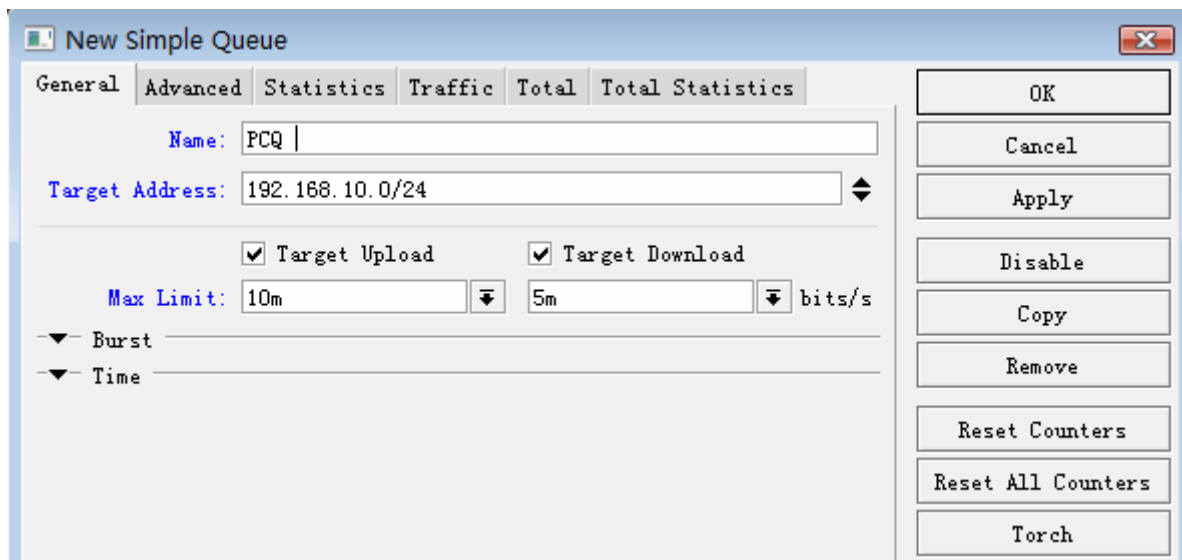 New Simple Queue
General Advanced Statistics Traffic Total Total Statistics
Name: PCQ
Target Address: 192.168.10.0/24
Target Upload Target Download
Max Limit: 10m 5m bits/s
Burst
Time
OK
Cancel
Apply
Disable
Copy
Remove
Reset Counters
Reset All Counters
Torch